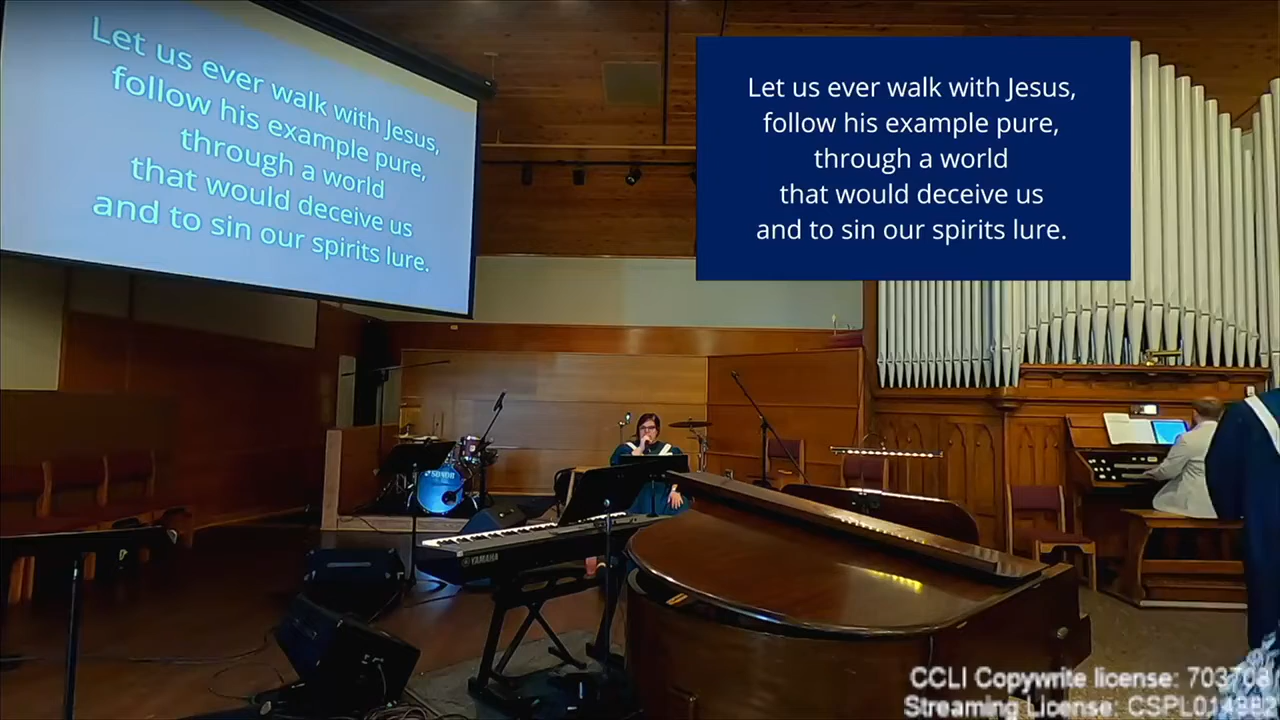 Let us ever walk with Jesus,
follow his example pure,
through a world
that would deceive us
and to sin our spirits lure.
Let us ever walk with Jesus,
follow his example pure,
through a world
that would deceive us
and to sin our spirits lure.
SONOR
YAMAHA
CCLI Copywrite license:
Streaming License: